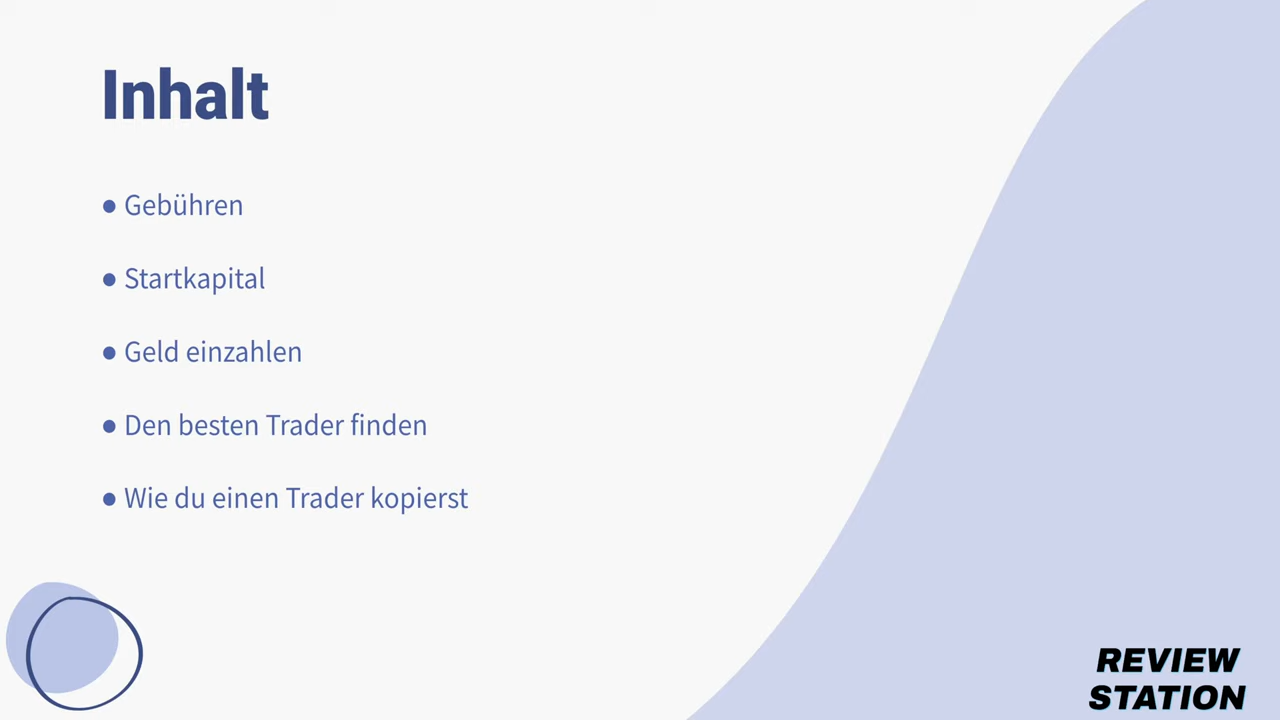 Inhalt
● Gebühren
● Startkapital
● Geld einzahlen
● Den besten Trader finden
● Wie du einen Trader kopierst
REVIEW
STATION